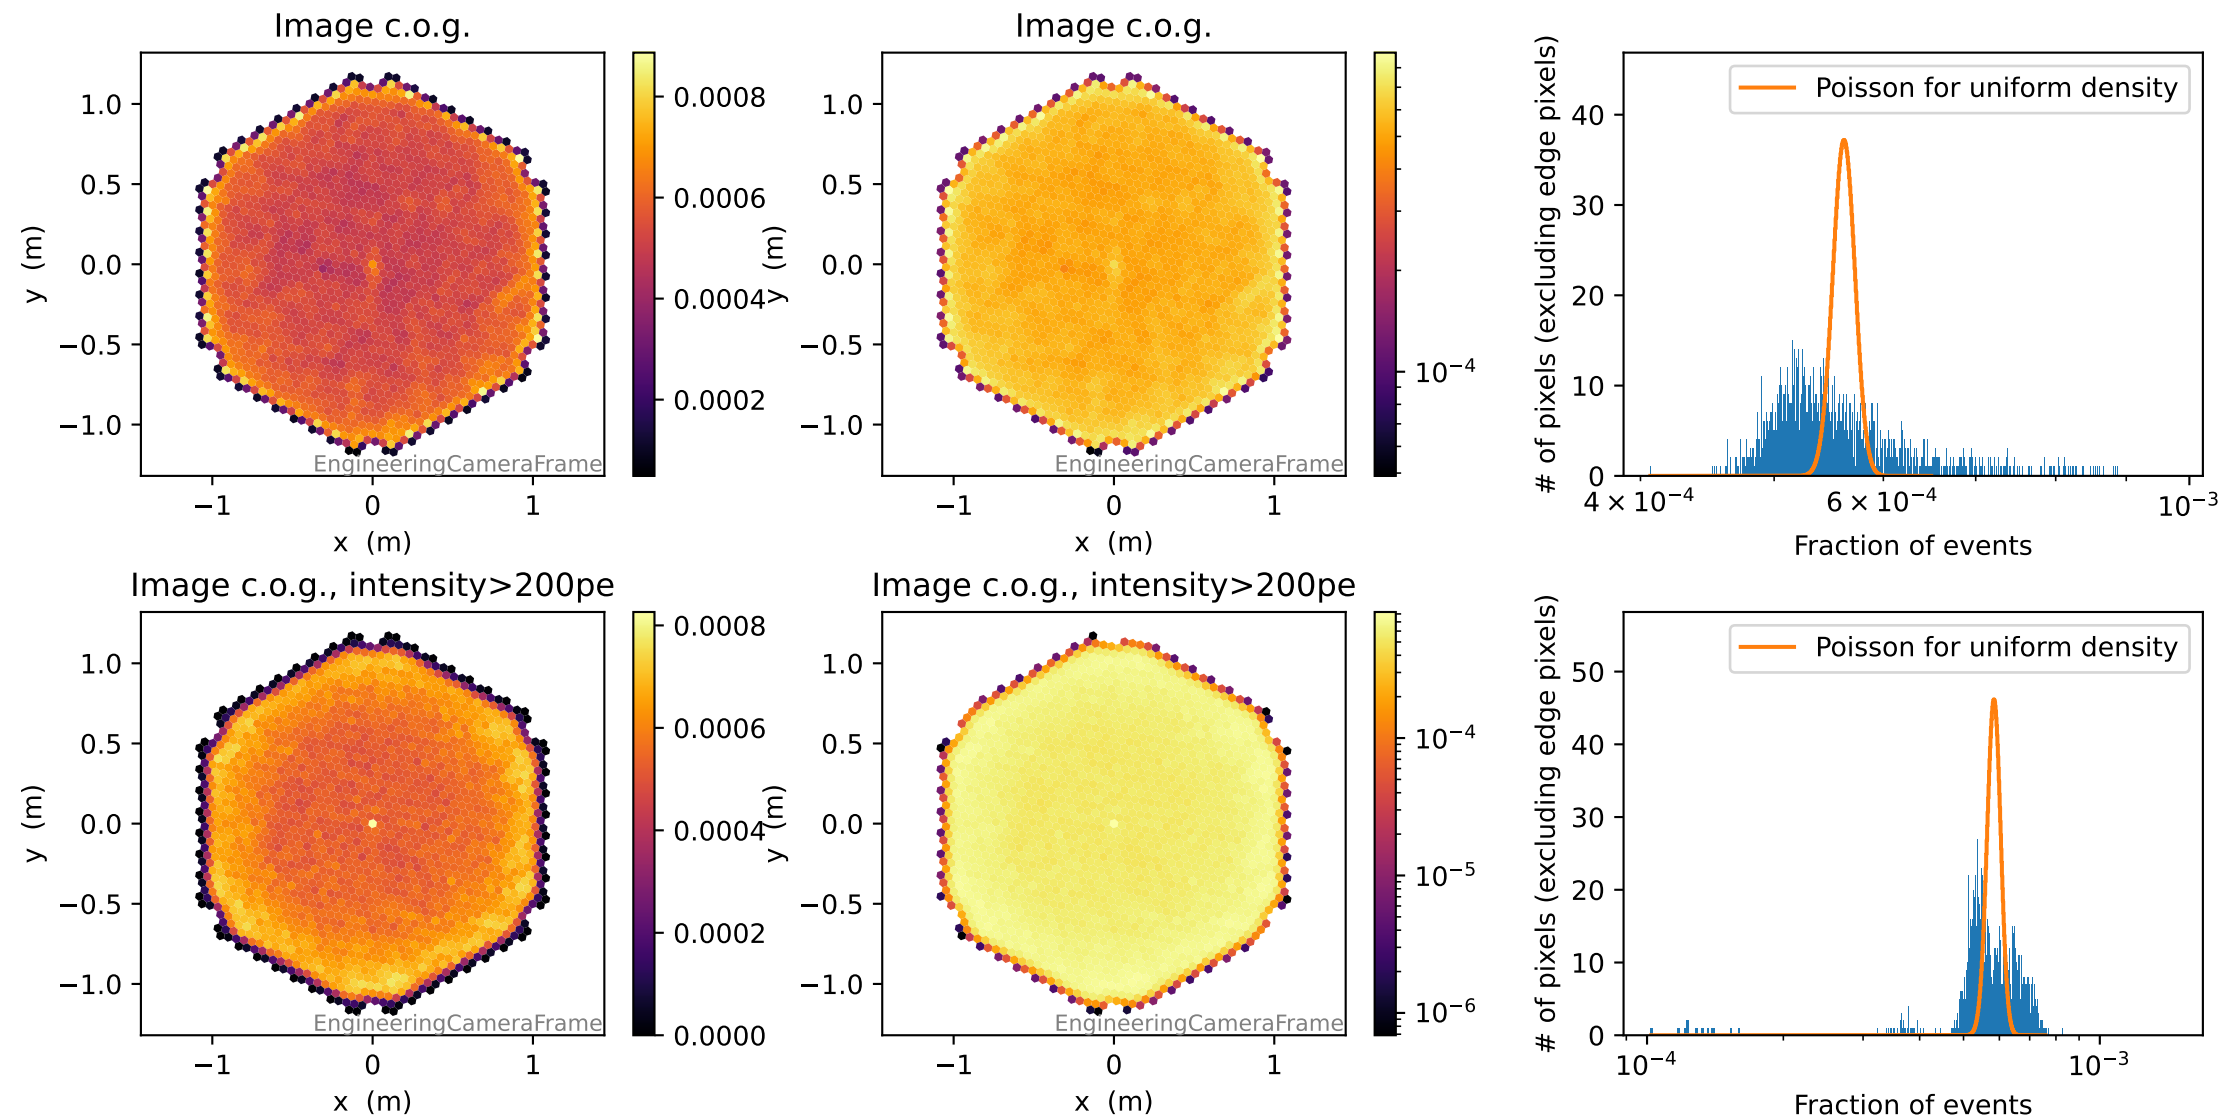 Image c.o.g.
1.0
0.5
0.0
−0.5
−1.0
y (m)
−1 0 1
x (m)
EngineeringCameraFrame
0.0008
0.0006
0.0004
0.0002
Image c.o.g.
1.0
0.5
0.0
−0.5
−1.0
y (m)
−1 0 1
x (m)
EngineeringCameraFrame
10⁻⁴
# of pixels (excluding edge pixels)
40
30
20
10
0
Poisson for uniform density
4 × 10⁻⁴ 6 × 10⁻⁴ 10⁻³
Fraction of events
Image c.o.g., intensity>200pe
1.0
0.5
0.0
−0.5
−1.0
y (m)
−1 0 1
x (m)
EngineeringCameraFrame
0.0008
0.0006
0.0004
0.0002
0.0000
Image c.o.g., intensity>200pe
1.0
0.5
0.0
−0.5
−1.0
y (m)
−1 0 1
x (m)
EngineeringCameraFrame
10⁻⁴
10⁻⁵
10⁻⁶
# of pixels (excluding edge pixels)
50
40
30
20
10
0
Poisson for uniform density
10⁻⁴ 10⁻³
Fraction of events